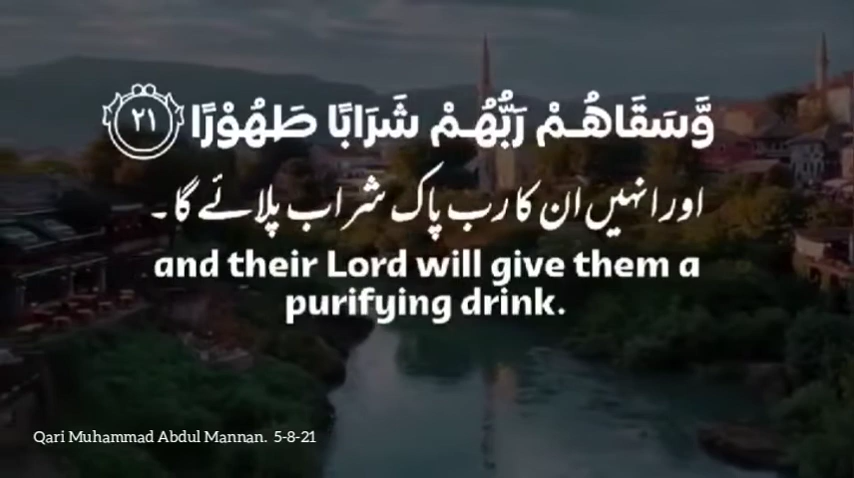 وَّسَقَاهُمْ رَبُّهُمْ شَرَابًا طَهُوْرًا ٢١
اور انہیں ان کا رب پاک شراب پلائے گا۔
and their Lord will give them a
purifying drink.
Qari Muhammad Abdul Mannan. 5-8-21